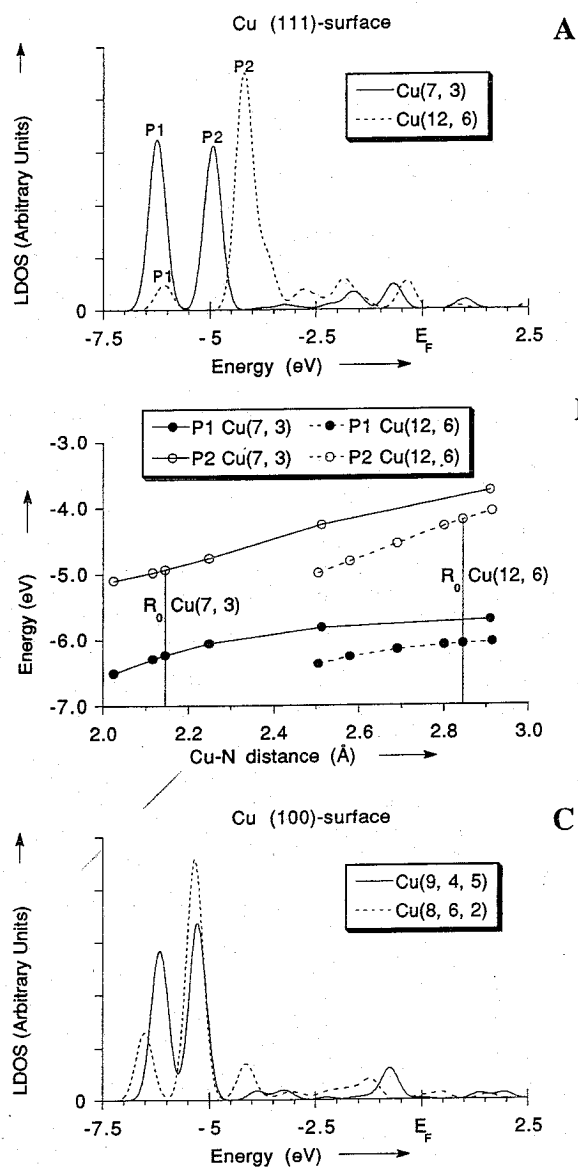 Cu (111)-surface
A
LDOS (Arbitrary Units)
P2
P1
P2
P1
Cu(7, 3)
Cu(12, 6)
0
-7.5
-5
-2.5
E_F
2.5
Energy (eV)
P1 Cu(7, 3)
P1 Cu(12, 6)
P2 Cu(7, 3)
P2 Cu(12, 6)
Energy (eV)
-3.0
-4.0
-5.0
-6.0
-7.0
R_0 Cu(7, 3)
R_0 Cu(12, 6)
2.0
2.2
2.4
2.6
2.8
3.0
Cu-N distance (Å)
Cu (100)-surface
C
LDOS (Arbitrary Units)
Cu(9, 4, 5)
Cu(8, 6, 2)
0
-7.5
-5
-2.5
E_F
2.5
Energy (eV)